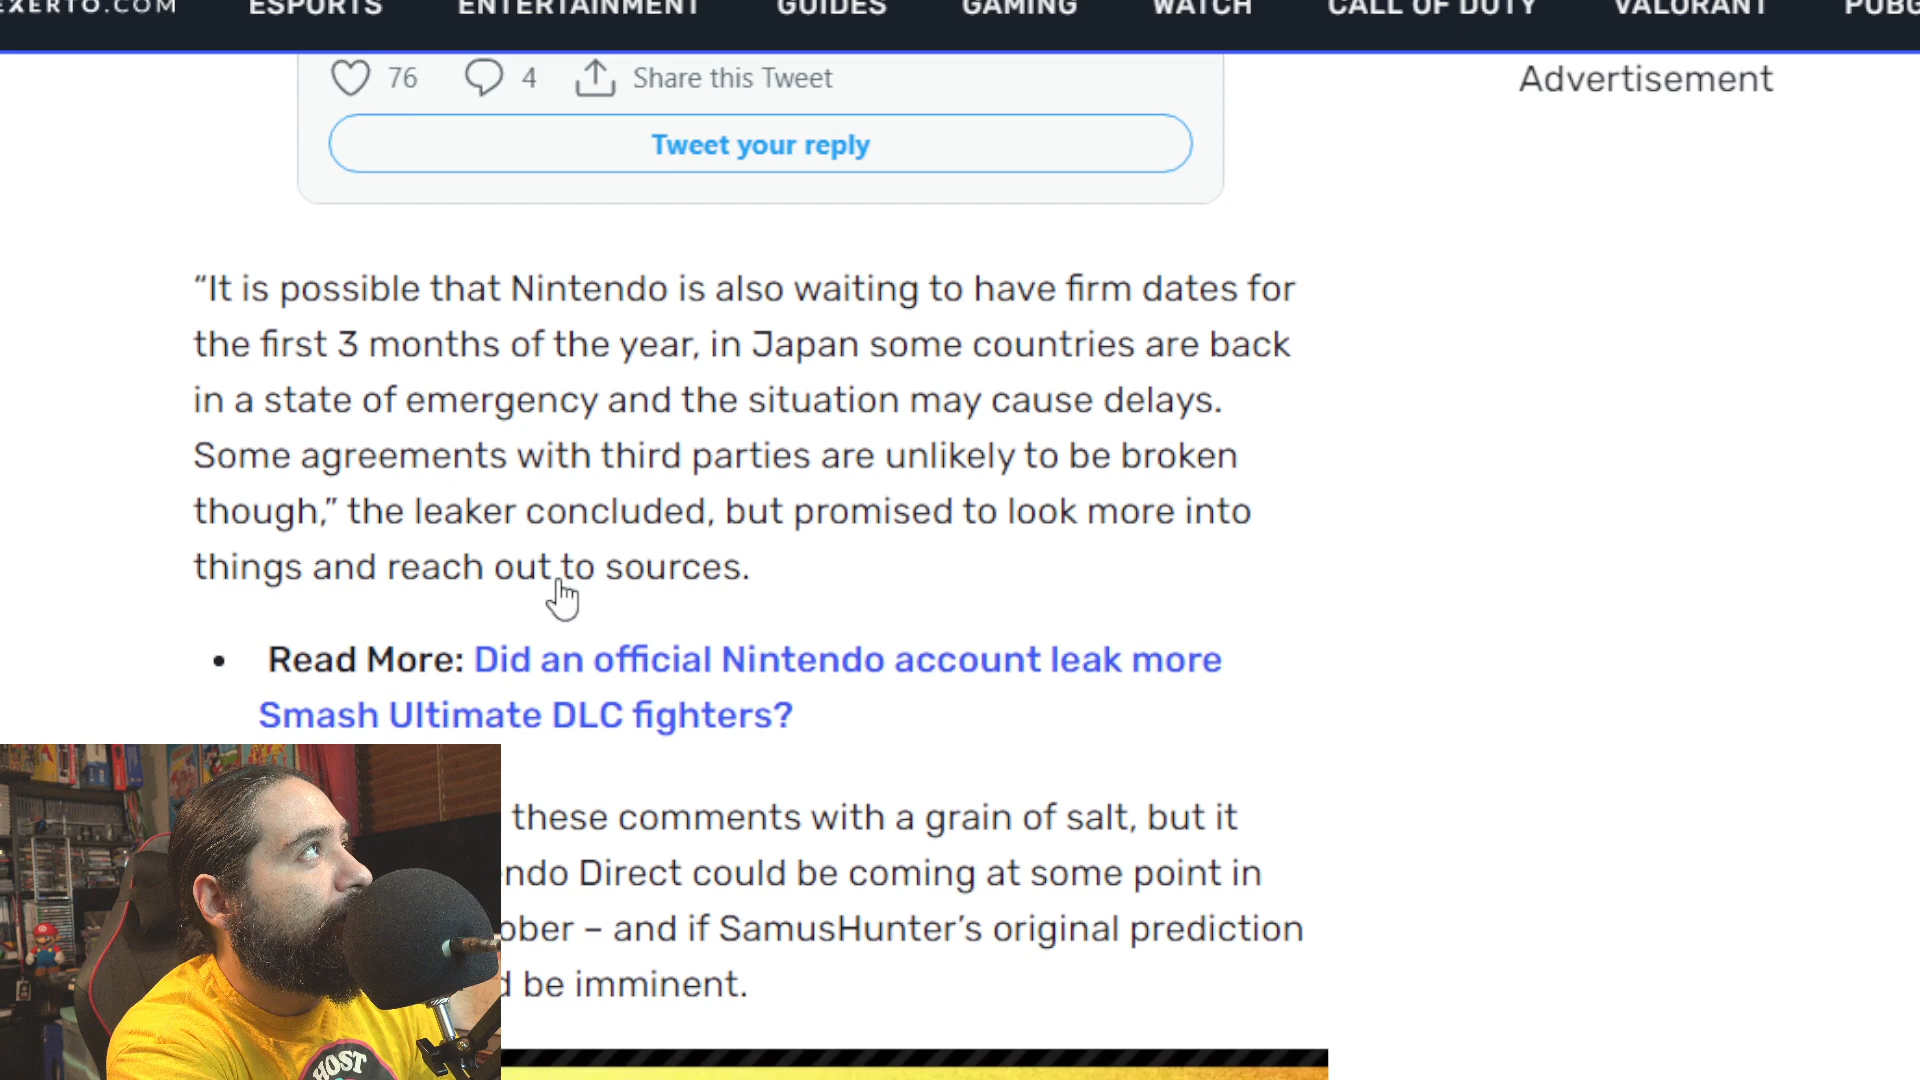 EXERTO.COM ESPORTS ENTERTAINMENT GUIDES GAMING WATCH CALL OF DUTY VALORANT PUBG
76 4 Share this Tweet
Advertisement
Tweet your reply
“It is possible that Nintendo is also waiting to have firm dates for
the first 3 months of the year, in Japan some countries are back
in a state of emergency and the situation may cause delays.
Some agreements with third parties are unlikely to be broken
though,” the leaker concluded, but promised to look more into
things and reach out to sources.
• Read More: Did an official Nintendo account leak more
Smash Ultimate DLC fighters?
these comments with a grain of salt, but it
ndo Direct could be coming at some point in
ober – and if SamusHunter’s original prediction
d be imminent.
HOST